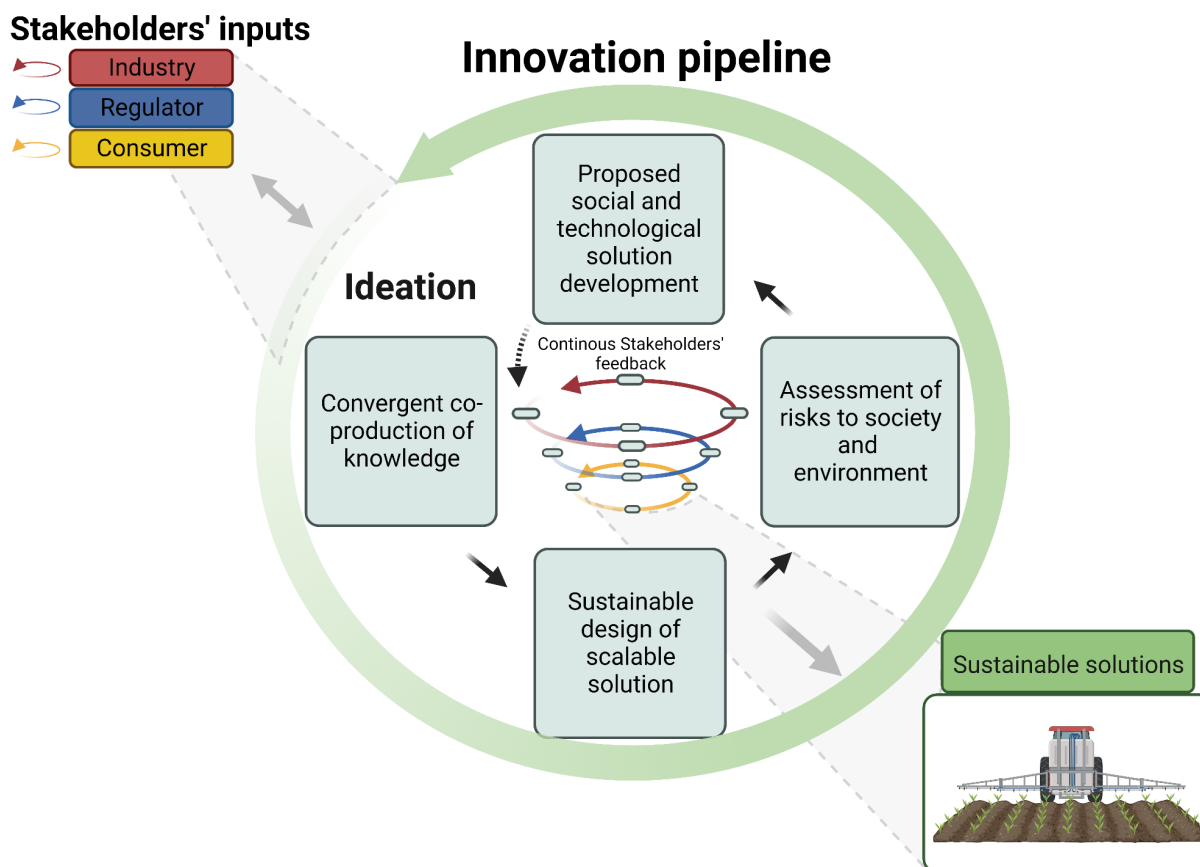 Stakeholders' inputs
Industry
Regulator
Consumer
Innovation pipeline
Proposed
social and
technological
solution
development
Ideation
Continous Stakeholders'
feedback
Convergent co-
production of
knowledge
Assessment of
risks to society
and
environment
Sustainable
design of
scalable
solution
Sustainable solutions